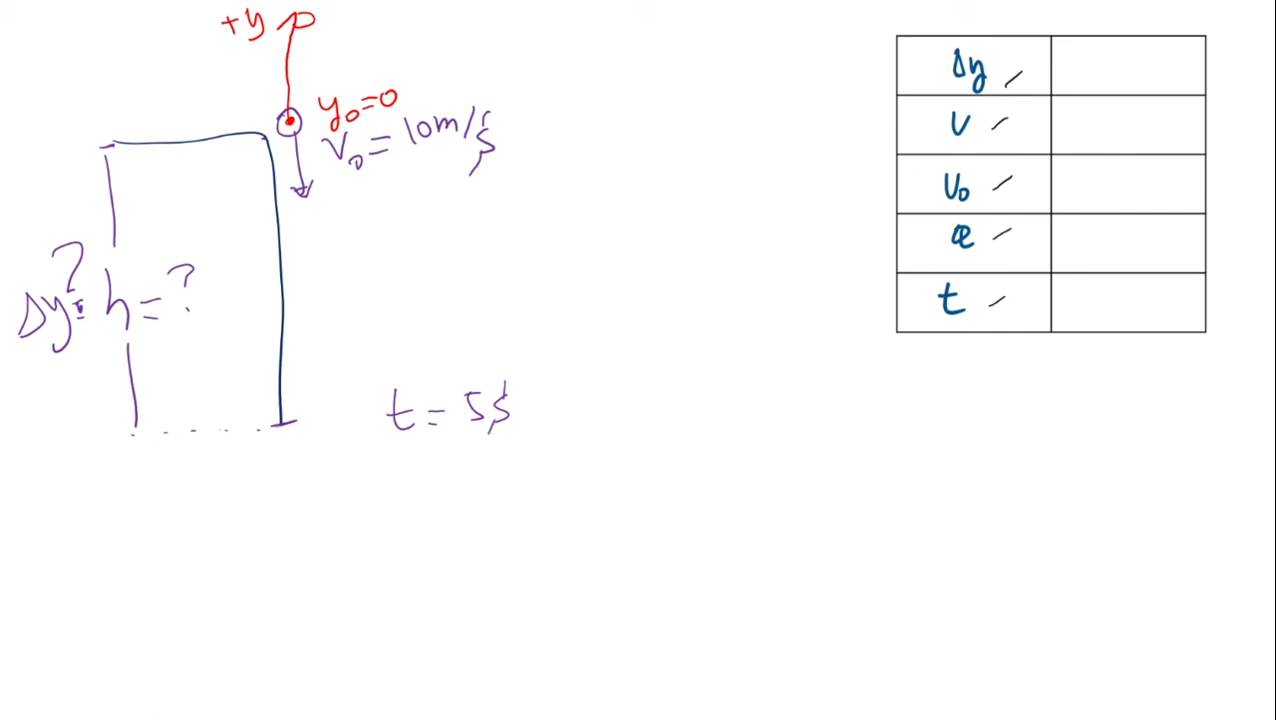 +y
y₀=0
V₀ = 10m/s
Δy= h = ?
?
t = 5s
Δy
v
v₀
a
t